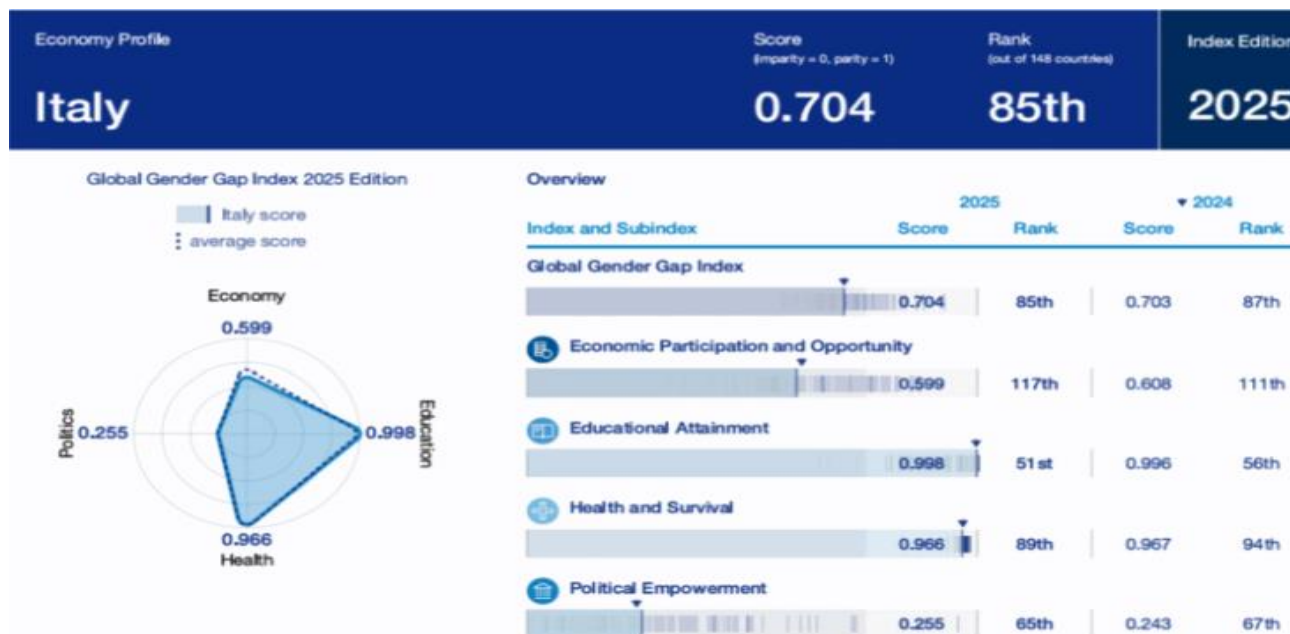 Economy Profile
Score
(imparity = 0, parity = 1)
Rank
(out of 148 countries)
Index Edition
Italy
0.704
85th
2025
Global Gender Gap Index 2025 Edition
Italy score
average score
Economy
0.599
Politics
0.255
0.998
Education
0.966
Health
Overview
2025
2024
Index and Subindex Score Rank Score Rank
Global Gender Gap Index
0.704 85th 0.703 87th
Economic Participation and Opportunity
0.599 117th 0.608 111th
Educational Attainment
0.998 51st 0.996 56th
Health and Survival
0.966 89th 0.967 94th
Political Empowerment
0.255 65th 0.243 67th